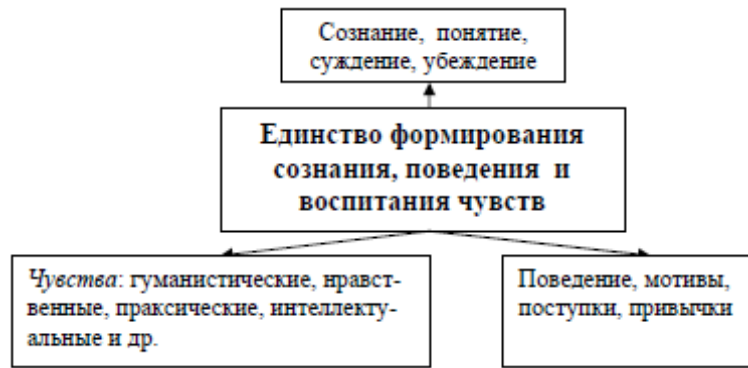 Сознание, понятие,
суждение, убеждение
Единство формирования
сознания, поведения и
воспитания чувств
Чувства: гуманистические, нравст-
венные, праксические, интеллекту-
альные и др.
Поведение, мотивы,
поступки, привычки